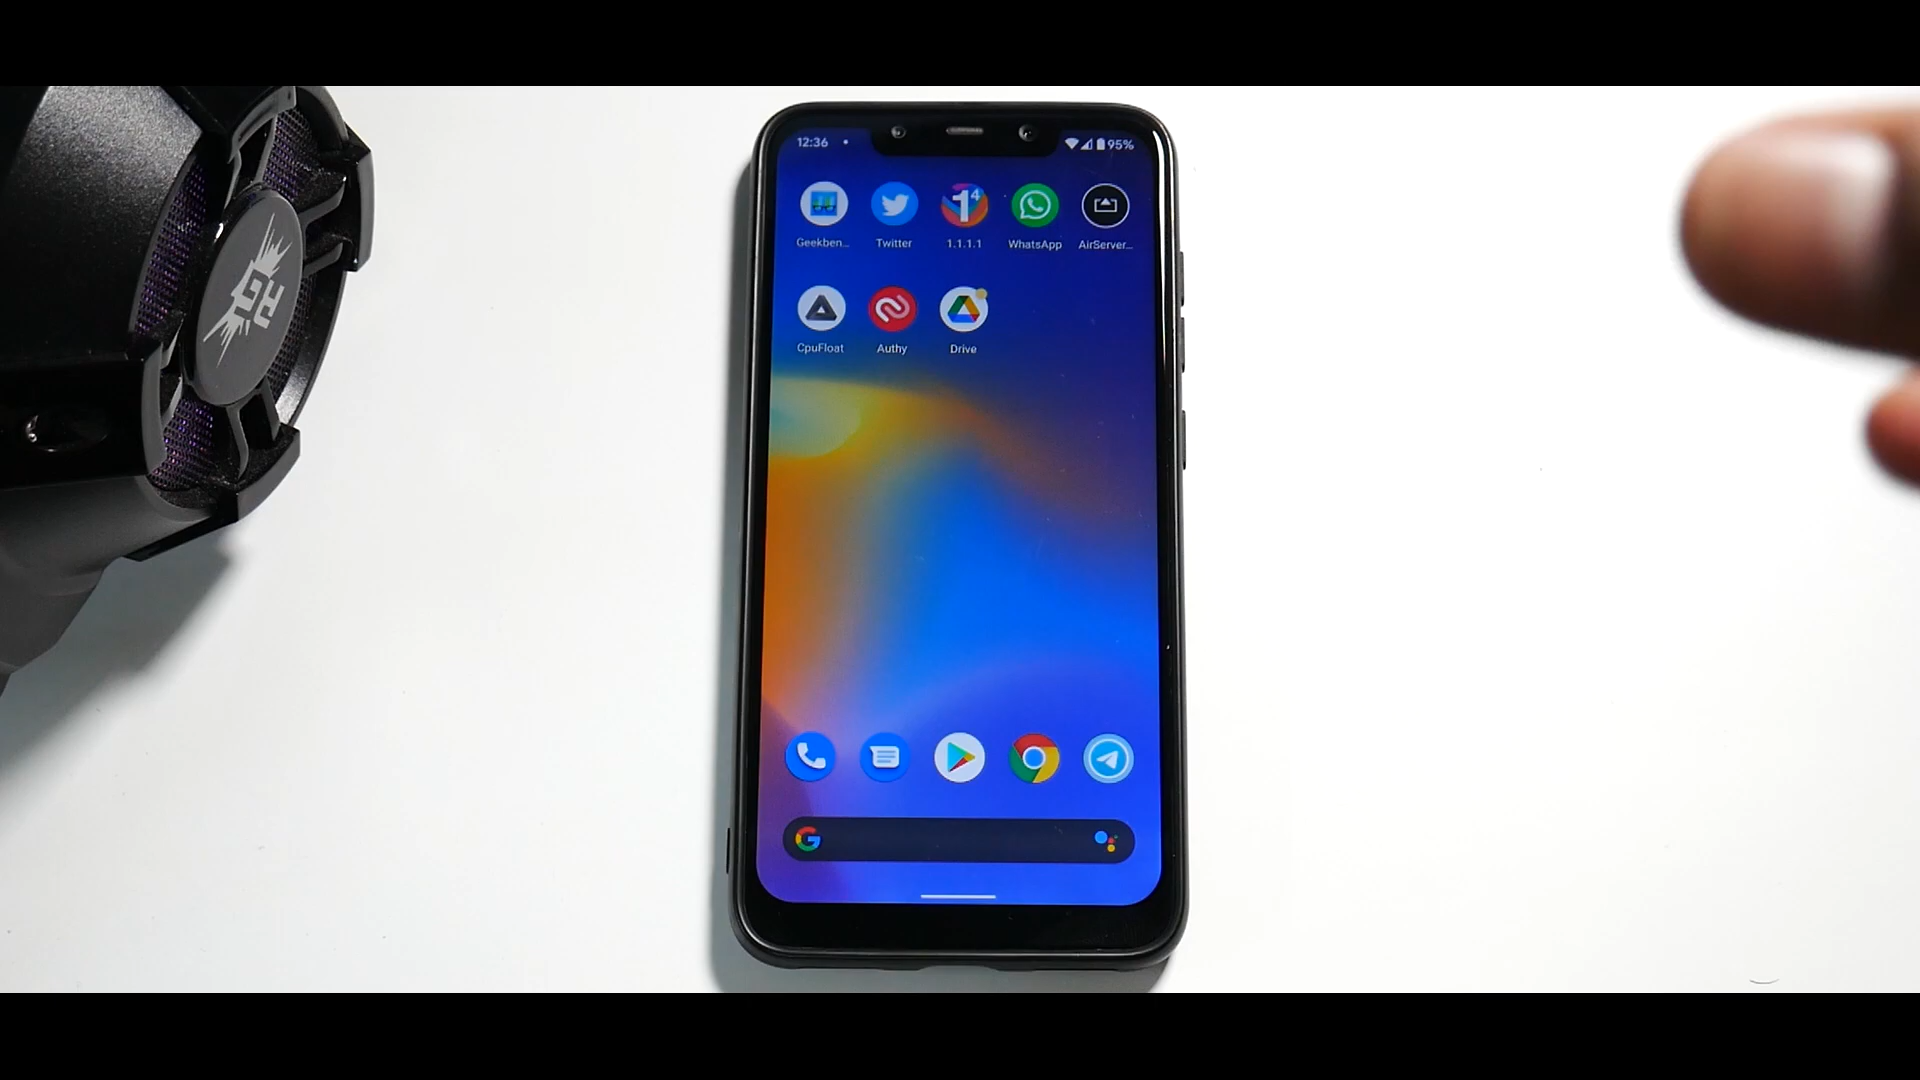 12:36 95%
Geekben... Twitter 1.1.1.1 WhatsApp AirServer...
CpuFloat Authy Drive